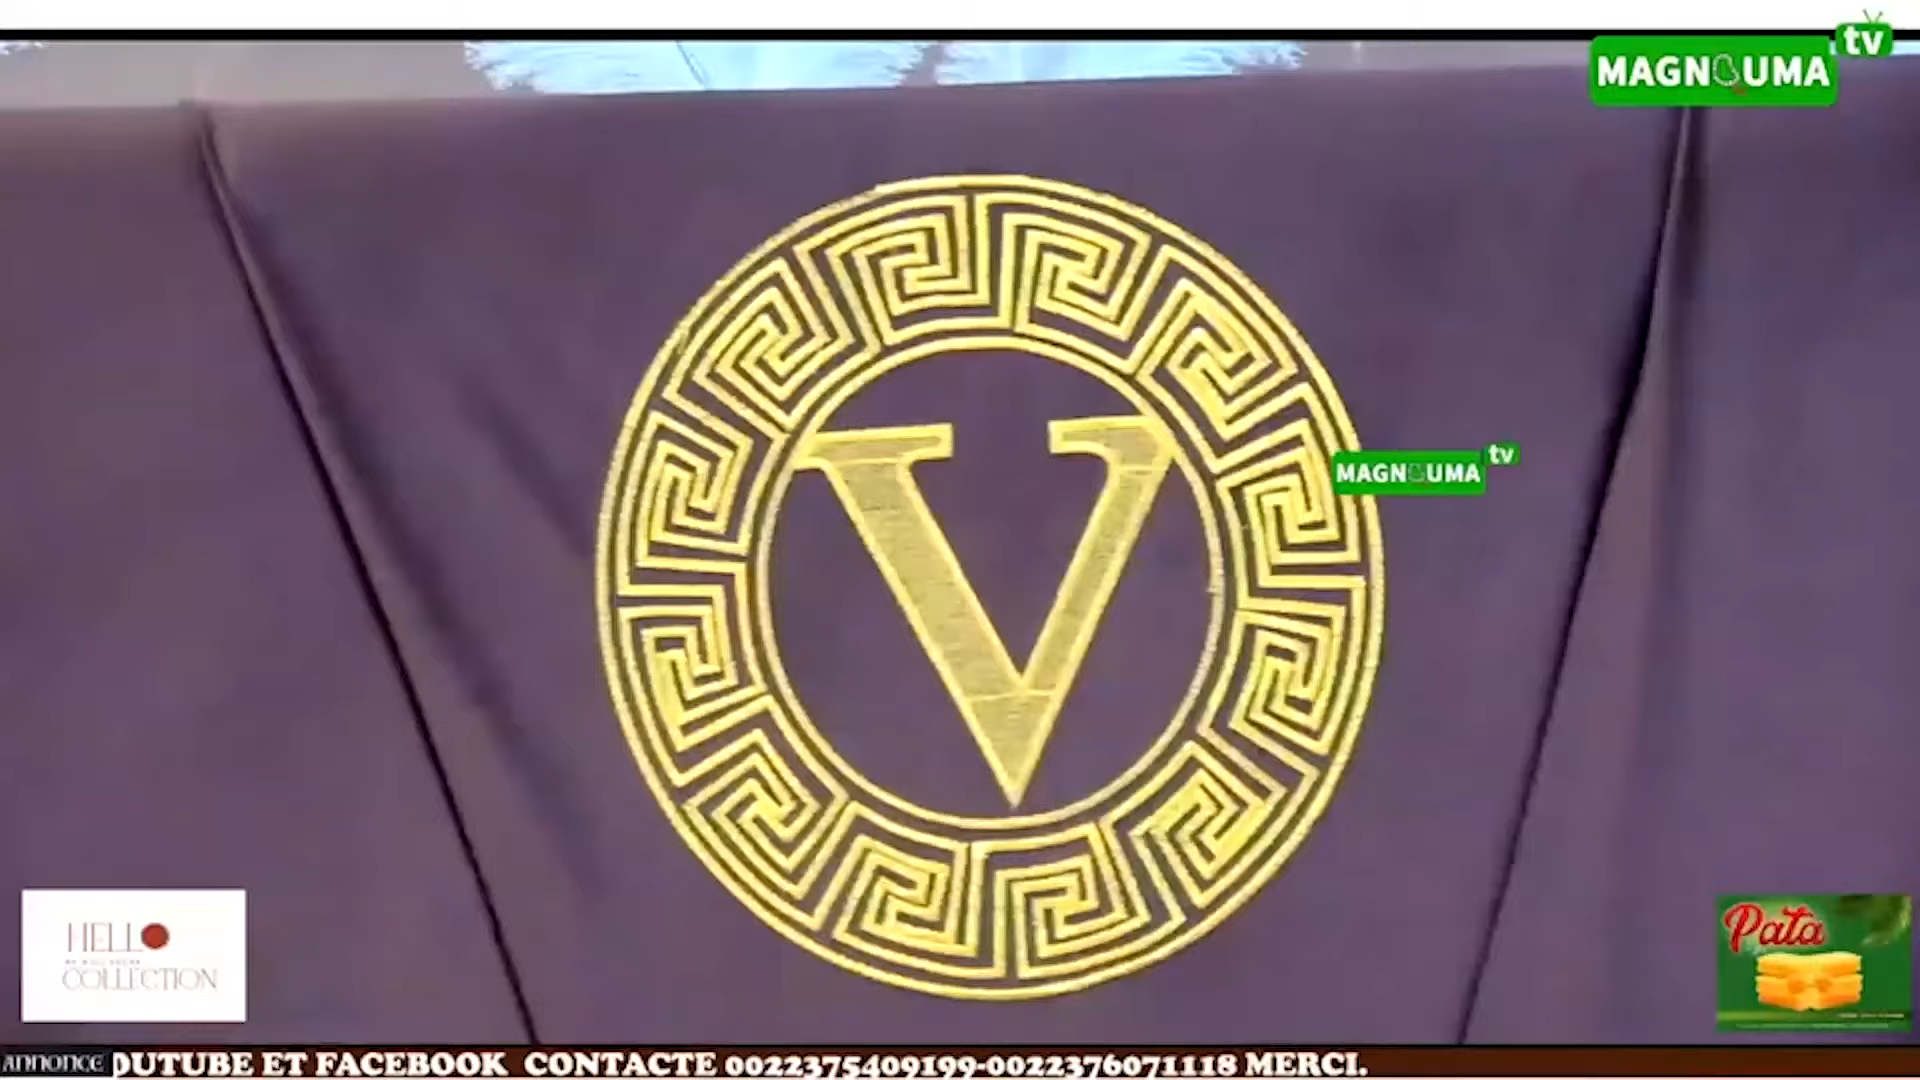 tv
MAGNOUMA
V
tv
MAGNOUMA
HELLO
COLLECTION
Pata
ANNONCE
OUTUBE ET FACEBOOK CONTACTE 0022375409199-0022376071118 MERCI.